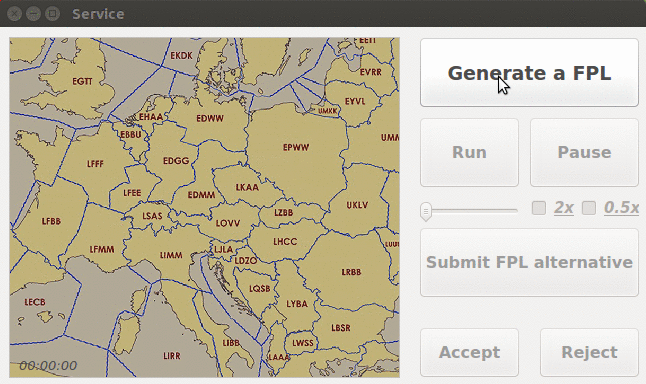 Service
EKDK
EETT
EGTT
EVRR
EYVL
UMKK
EHAA
EDWW
EBBU
UMM
EPWW
LFFF
EDGG
LFEE
EDMM
LKAA
UKLV
LSAS
LOVV
LZBB
LFBB
LFMM
LIMM
LJLA
LHCC
LUU
LDZO
LRBB
LECB
LQSB
LYBA
LBSR
LIRR
LIBB
LWSS
LAAA
00:00:00
Generate a FPL
Run Pause
2x 0.5x
Submit FPL alternative
Accept Reject